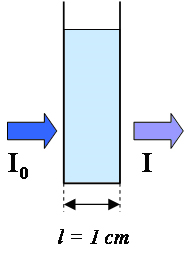 I₀
I
l = 1 cm